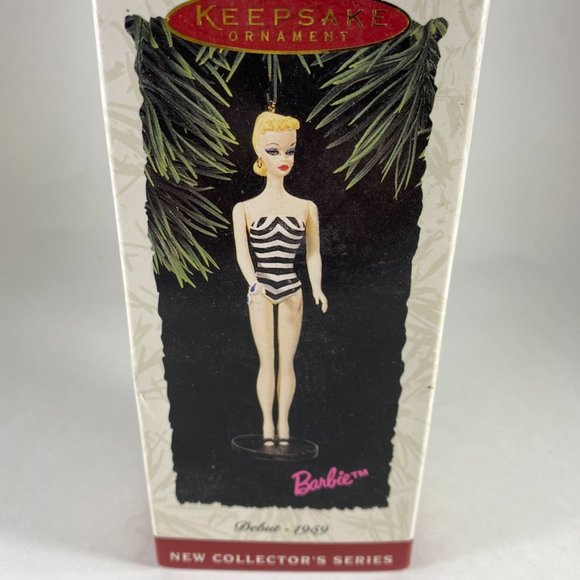 KEEPSAKE
ORNAMENT
Barbie™
Debut - 1959
NEW COLLECTOR'S SERIES